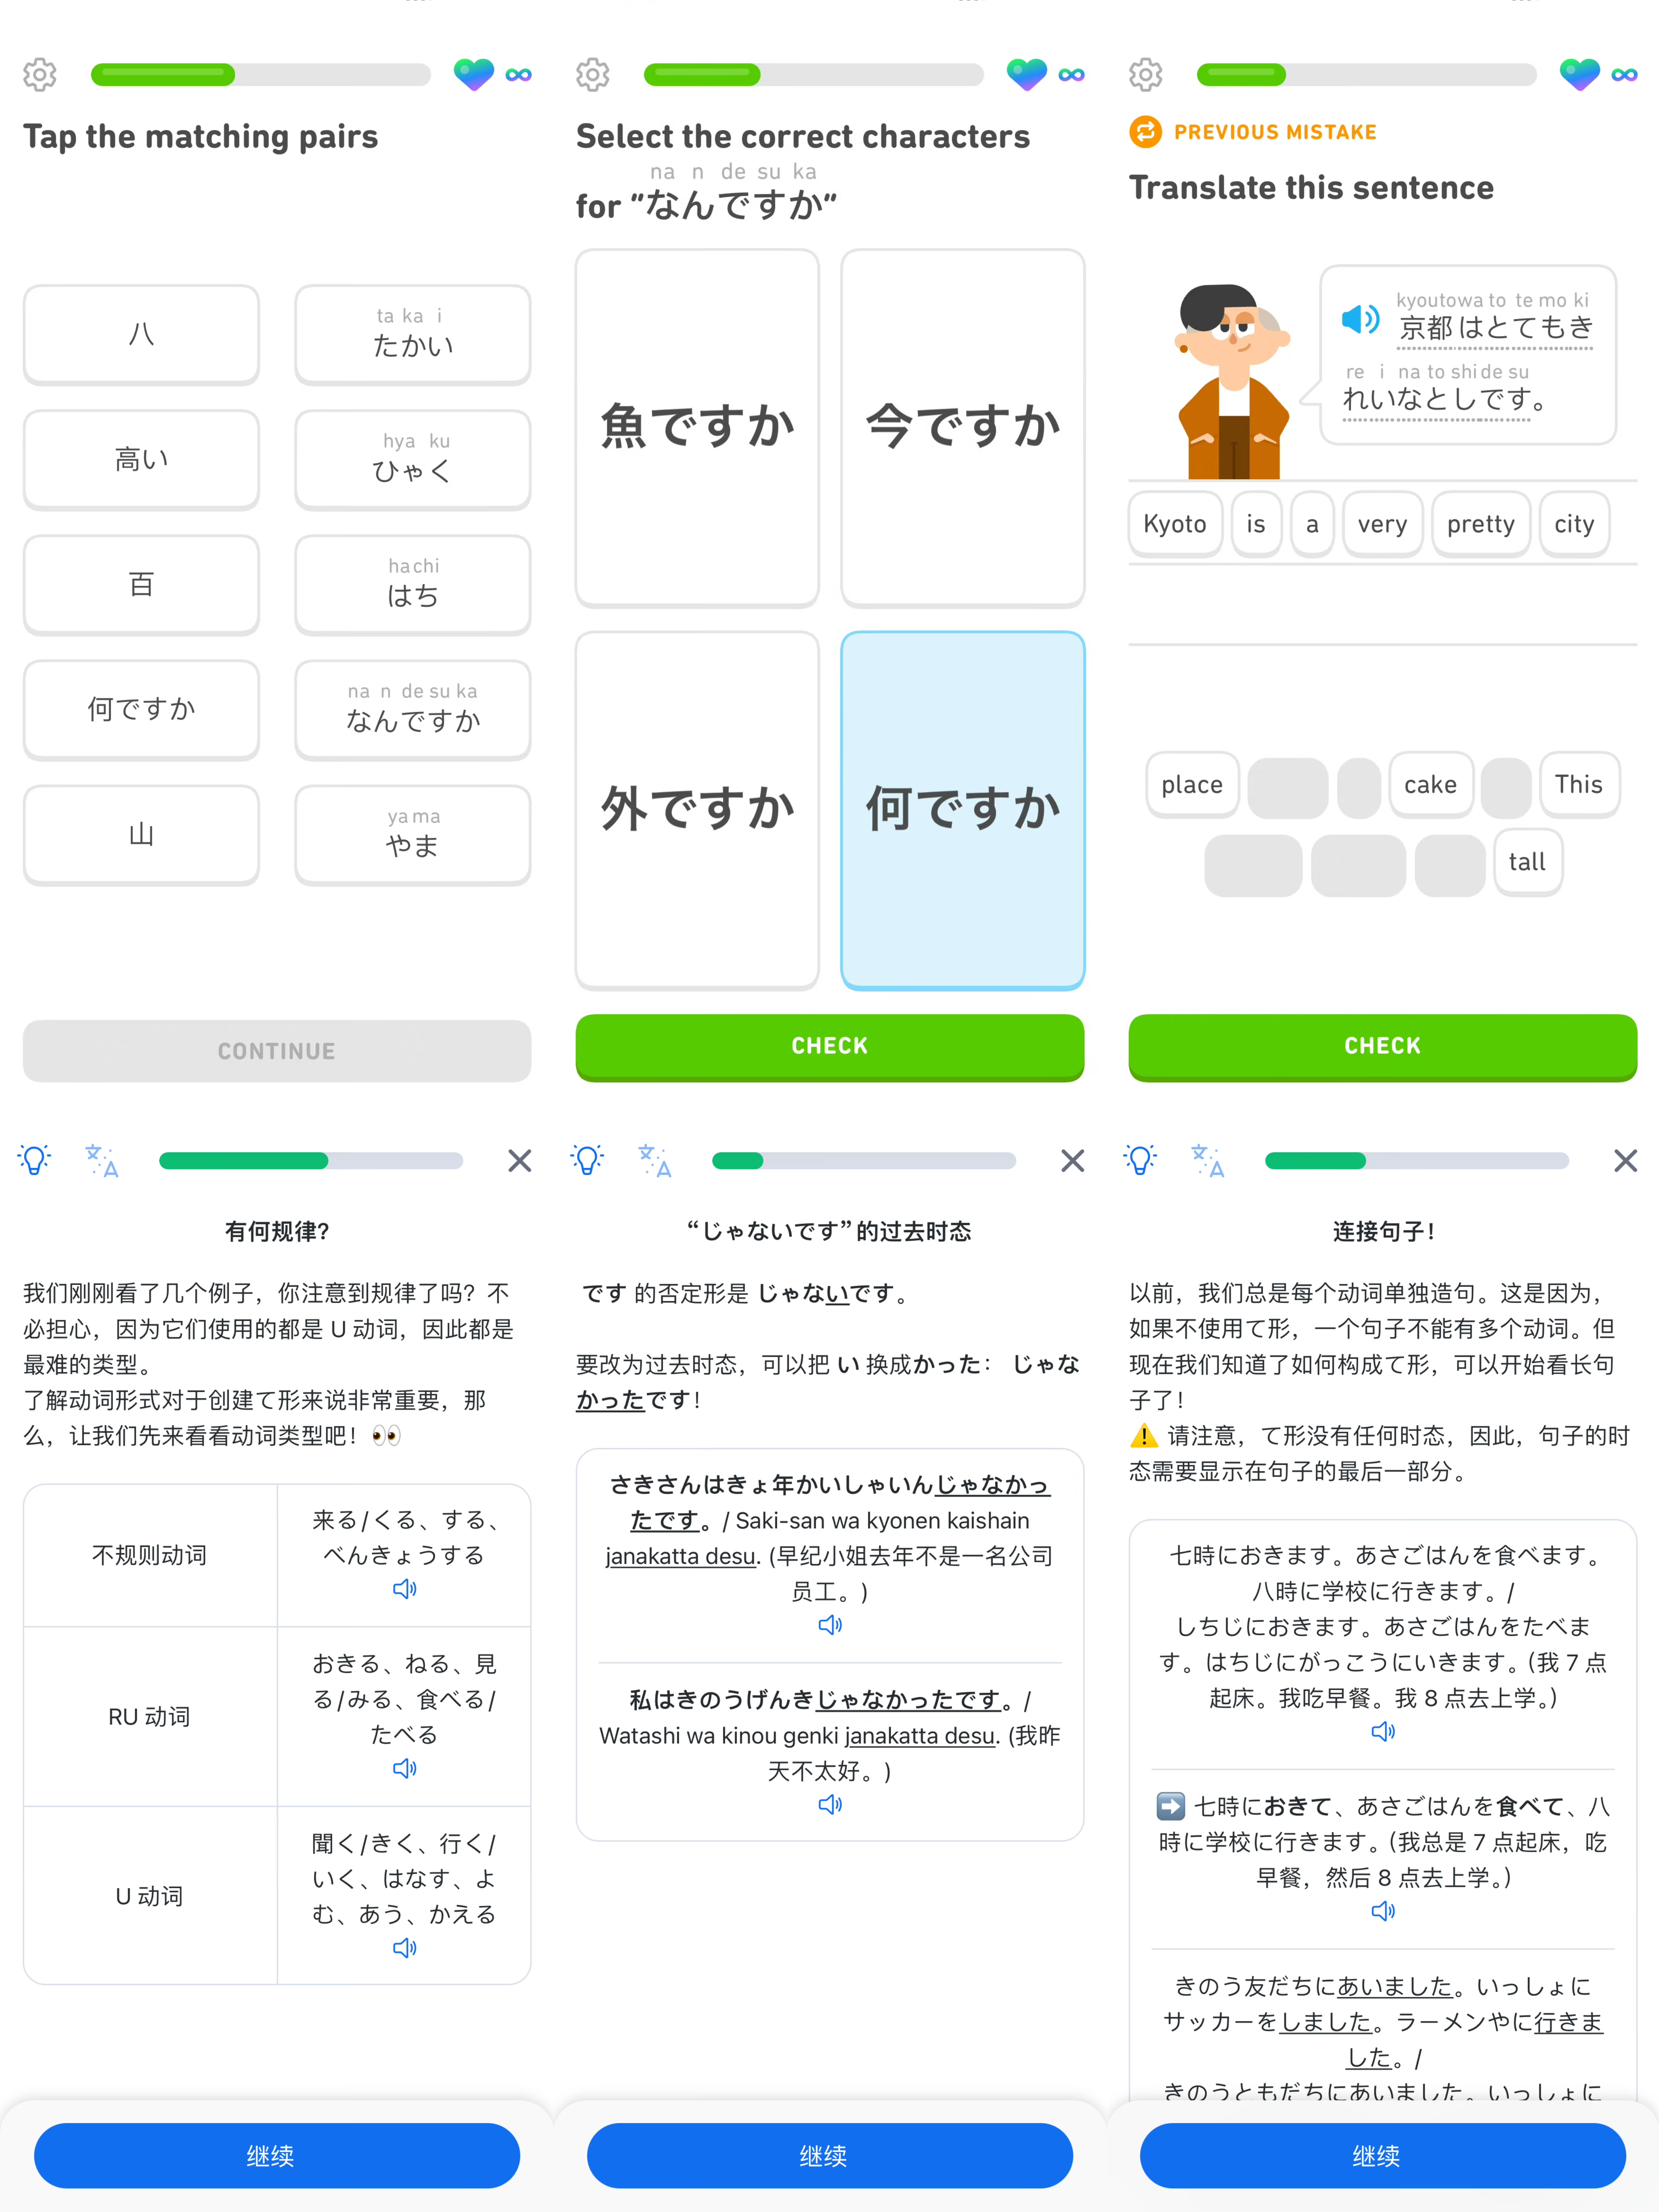 Tap the matching pairs
八
ta ka i
たかい
高い
hya ku
ひゃく
百
hachi
はち
何ですか
na n de su ka
なんですか
山
ya ma
やま
CONTINUE
Select the correct characters
na n de su ka
for “なんですか”
魚ですか
今ですか
外ですか
何ですか
CHECK
PREVIOUS MISTAKE
Translate this sentence
kyoutowa to te mo ki
京都はとてもき
re i na to shi de su
れいなとしです。
Kyoto is a very pretty city
place cake This
tall
CHECK
有何规律?
我们刚刚看了几个例子，你注意到规律了吗？不
必担心，因为它们使用的都是 U 动词，因此都是
最难的类型。
了解动词形式对于创建て形来说非常重要，那
么，让我们先来看看动词类型吧！👀
不规则动词
来る/くる、する、
べんきょうする
RU 动词
おきる、ねる、見
る/みる、食べる/
たべる
U 动词
聞く/きく、行く/
いく、はなす、よ
む、あう、かえる
继续
“じゃないです”的过去时态
です 的否定形是 じゃないです。
要改为过去时态，可以把 い 换成かった： じゃな
かったです！
さきさんはきょ年かいしゃいんじゃなかっ
たです。/ Saki-san wa kyonen kaishain
janakatta desu. (早纪小姐去年不是一名公司
员工。)
私はきのうげんきじゃなかったです。/
Watashi wa kinou genki janakatta desu. (我昨
天不太好。)
继续
连接句子！
以前，我们总是每个动词单独造句。这是因为，
如果不使用て形，一个句子不能有多个动词。但
现在我们知道了如何构成て形，可以开始看长句
子了！
⚠️ 请注意，て形没有任何时态，因此，句子的时
态需要显示在句子的最后一部分。
七時におきます。あさごはんを食べます。
八時に学校に行きます。/
しちじにおきます。あさごはんをたべま
す。はちじにがっこうにいきます。（我 7 点
起床。我吃早餐。我 8 点去上学。）
➡️ 七時におきて、あさごはんを食べて、八
時に学校に行きます。（我总是 7 点起床，吃
早餐，然后 8 点去上学。）
きのう友だちにあいました。いっしょに
サッカーをしました。ラーメンやに行きま
した。/
きのうともだちにあいました。いっしょに
继续